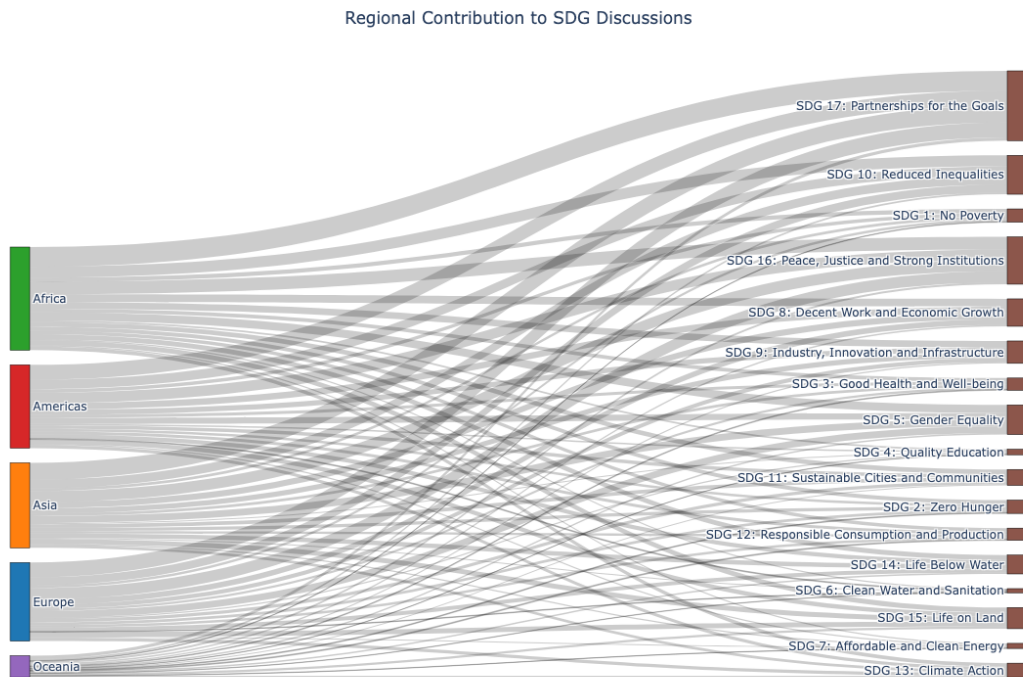 Regional Contribution to SDG Discussions
Africa
Americas
Asia
Europe
Oceania
SDG 17: Partnerships for the Goals
SDG 10: Reduced Inequalities
SDG 1: No Poverty
SDG 16: Peace, Justice and Strong Institutions
SDG 8: Decent Work and Economic Growth
SDG 9: Industry, Innovation and Infrastructure
SDG 3: Good Health and Well-being
SDG 5: Gender Equality
SDG 4: Quality Education
SDG 11: Sustainable Cities and Communities
SDG 2: Zero Hunger
SDG 12: Responsible Consumption and Production
SDG 14: Life Below Water
SDG 6: Clean Water and Sanitation
SDG 15: Life on Land
SDG 7: Affordable and Clean Energy
SDG 13: Climate Action